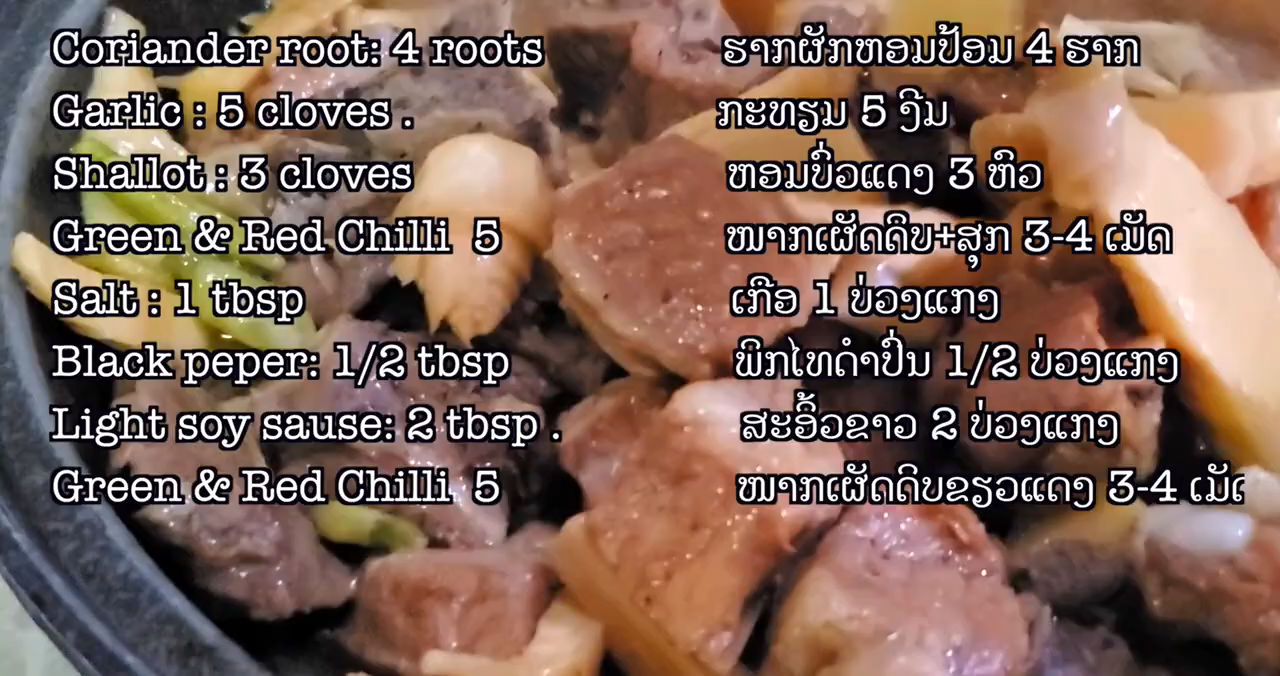 Coriander root: 4 roots ຮາກຜັກຫອມປ້ອມ 4 ຮາກ
Garlic : 5 cloves . ກະທຽມ 5 ງີມ
Shallot : 3 cloves ຫອມບົ່ວແດງ 3 ຫົວ
Green & Red Chilli 5 ໝາກເຜັດດິບ+ສຸກ 3-4 ເມັດ
Salt : 1 tbsp ເກືອ 1 ບ່ວງແກງ
Black peper: 1/2 tbsp ພິກໄທດຳປົ່ນ 1/2 ບ່ວງແກງ
Light soy sause: 2 tbsp . ສະອິ້ວຂາວ 2 ບ່ວງແກງ
Green & Red Chilli 5 ໝາກເຜັດດິບຂຽວແດງ 3-4 ເມັດ